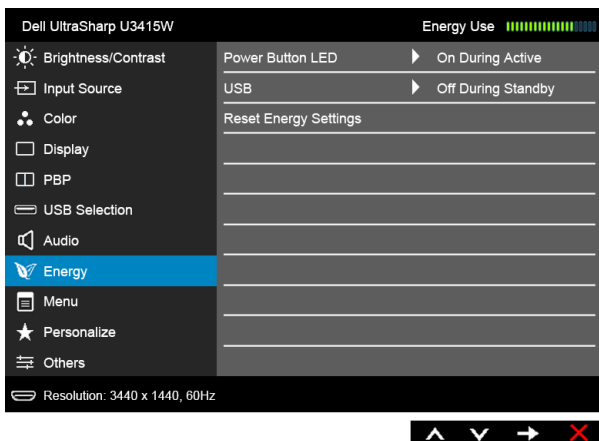 Dell UltraSharp U3415W Energy Use
Brightness/Contrast Power Button LED On During Active
Input Source USB Off During Standby
Color Reset Energy Settings
Display
PBP
USB Selection
Audio
Energy
Menu
Personalize
Others
Resolution: 3440 x 1440, 60Hz